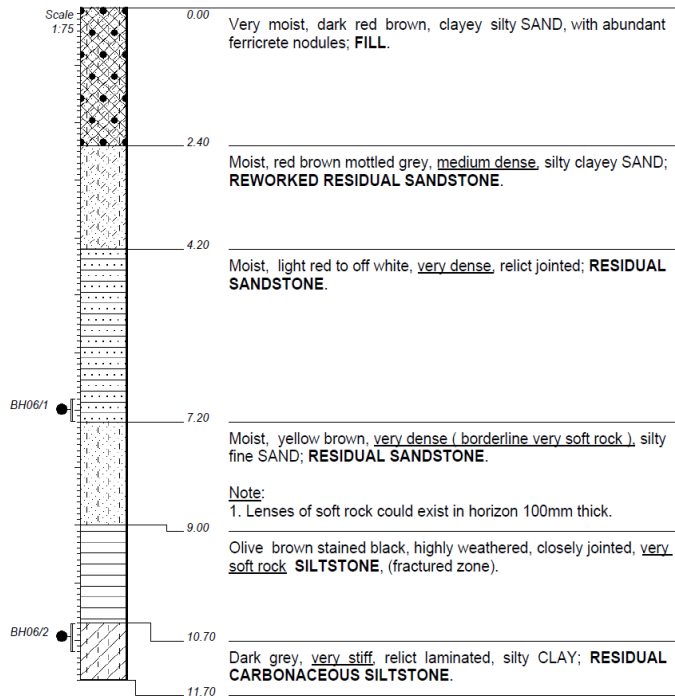 Scale
1:75
0.00
Very moist, dark red brown, clayey silty SAND, with abundant
ferricrete nodules; FILL.
2.40
Moist, red brown mottled grey, medium dense, silty clayey SAND;
REWORKED RESIDUAL SANDSTONE.
4.20
Moist, light red to off white, very dense, relict jointed; RESIDUAL
SANDSTONE.
BH06/1
7.20
Moist, yellow brown, very dense ( borderline very soft rock ), silty
fine SAND; RESIDUAL SANDSTONE.
Note:
1. Lenses of soft rock could exist in horizon 100mm thick.
9.00
Olive brown stained black, highly weathered, closely jointed, very
soft rock SILTSTONE, (fractured zone).
BH06/2
10.70
Dark grey, very stiff, relict laminated, silty CLAY; RESIDUAL
CARBONACEOUS SILTSTONE.
11.70